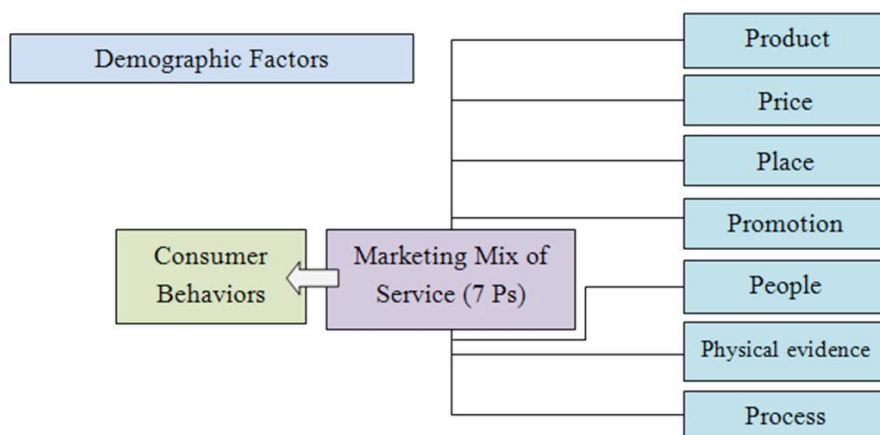 Demographic Factors
Consumer
Behaviors
Marketing Mix of
Service (7 Ps)
Product
Price
Place
Promotion
People
Physical evidence
Process